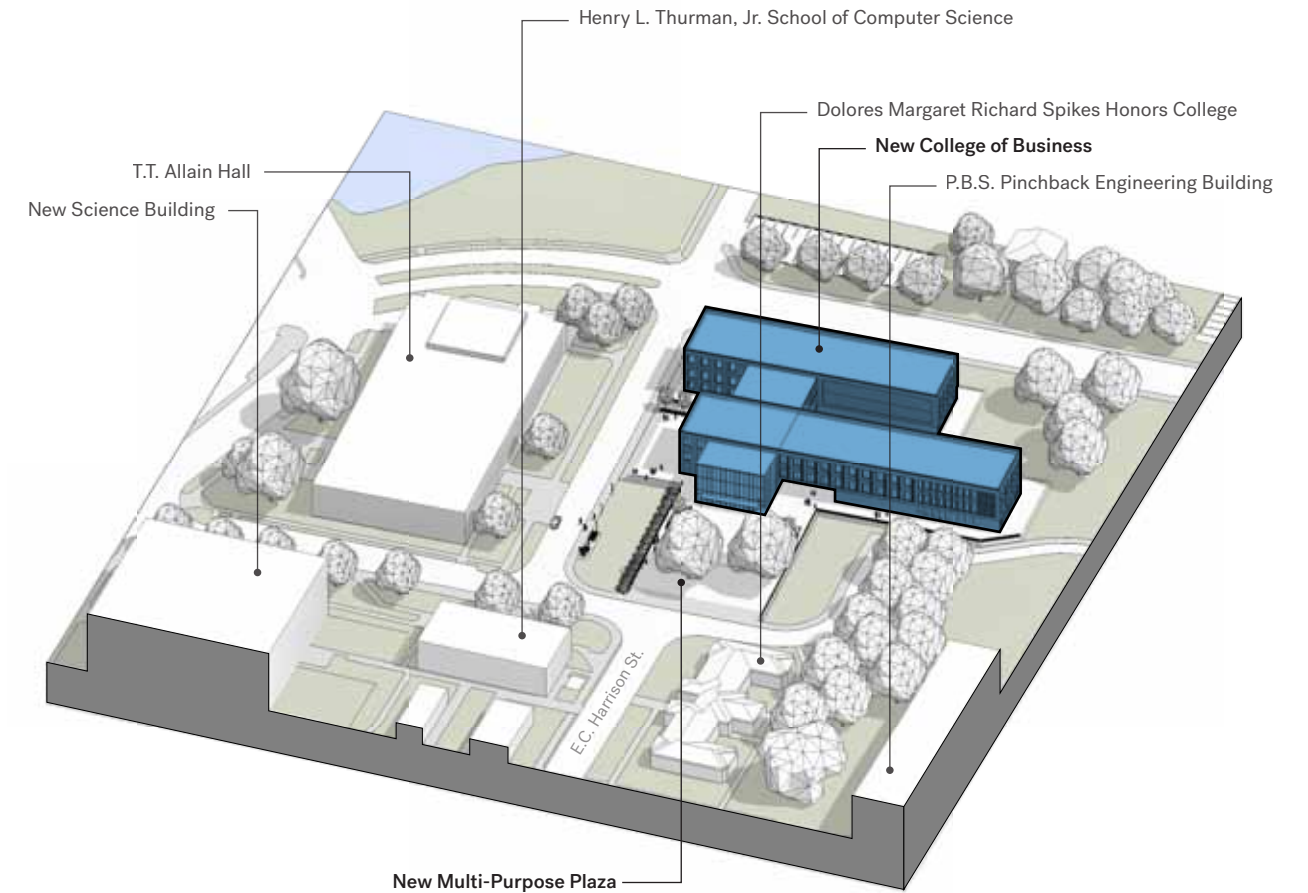 Henry L. Thurman, Jr. School of Computer Science
Dolores Margaret Richard Spikes Honors College
New College of Business
T.T. Allain Hall
P.B.S. Pinchback Engineering Building
New Science Building
E.C. Harrison St.
New Multi-Purpose Plaza